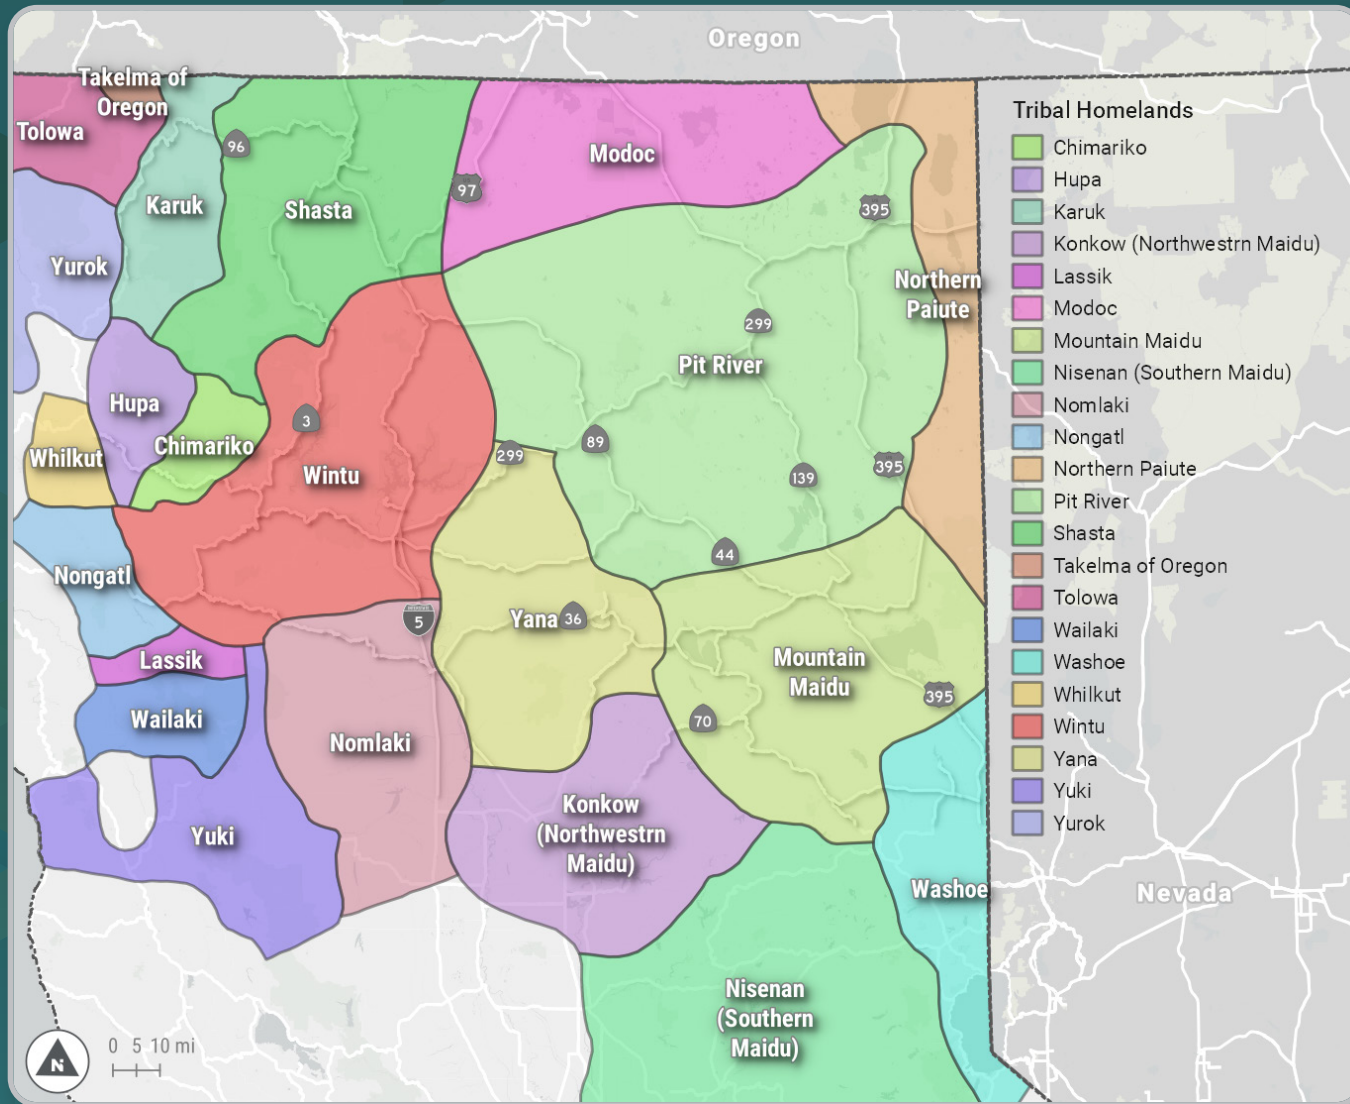 Oregon
Takelma of
Oregon
Tolowa
96
Karuk
Shasta
97
Modoc
395
Yurok
Northern
Paiute
299
Pit River
Hupa
Chimariko
3
Whilkut
Wintu
299
89
139
395
44
Nongatl
5
Yana
36
Lassik
Mountain
Maidu
395
Wailaki
70
Nomlaki
Yuki
Konkow
(Northwestrn
Maidu)
Washoe
Nisenan
(Southern
Maidu)
Nevada
Tribal Homelands
Chimariko
Hupa
Karuk
Konkow (Northwestrn Maidu)
Lassik
Modoc
Mountain Maidu
Nisenan (Southern Maidu)
Nomlaki
Nongatl
Northern Paiute
Pit River
Shasta
Takelma of Oregon
Tolowa
Wailaki
Washoe
Whilkut
Wintu
Yana
Yuki
Yurok
N
0 5 10 mi